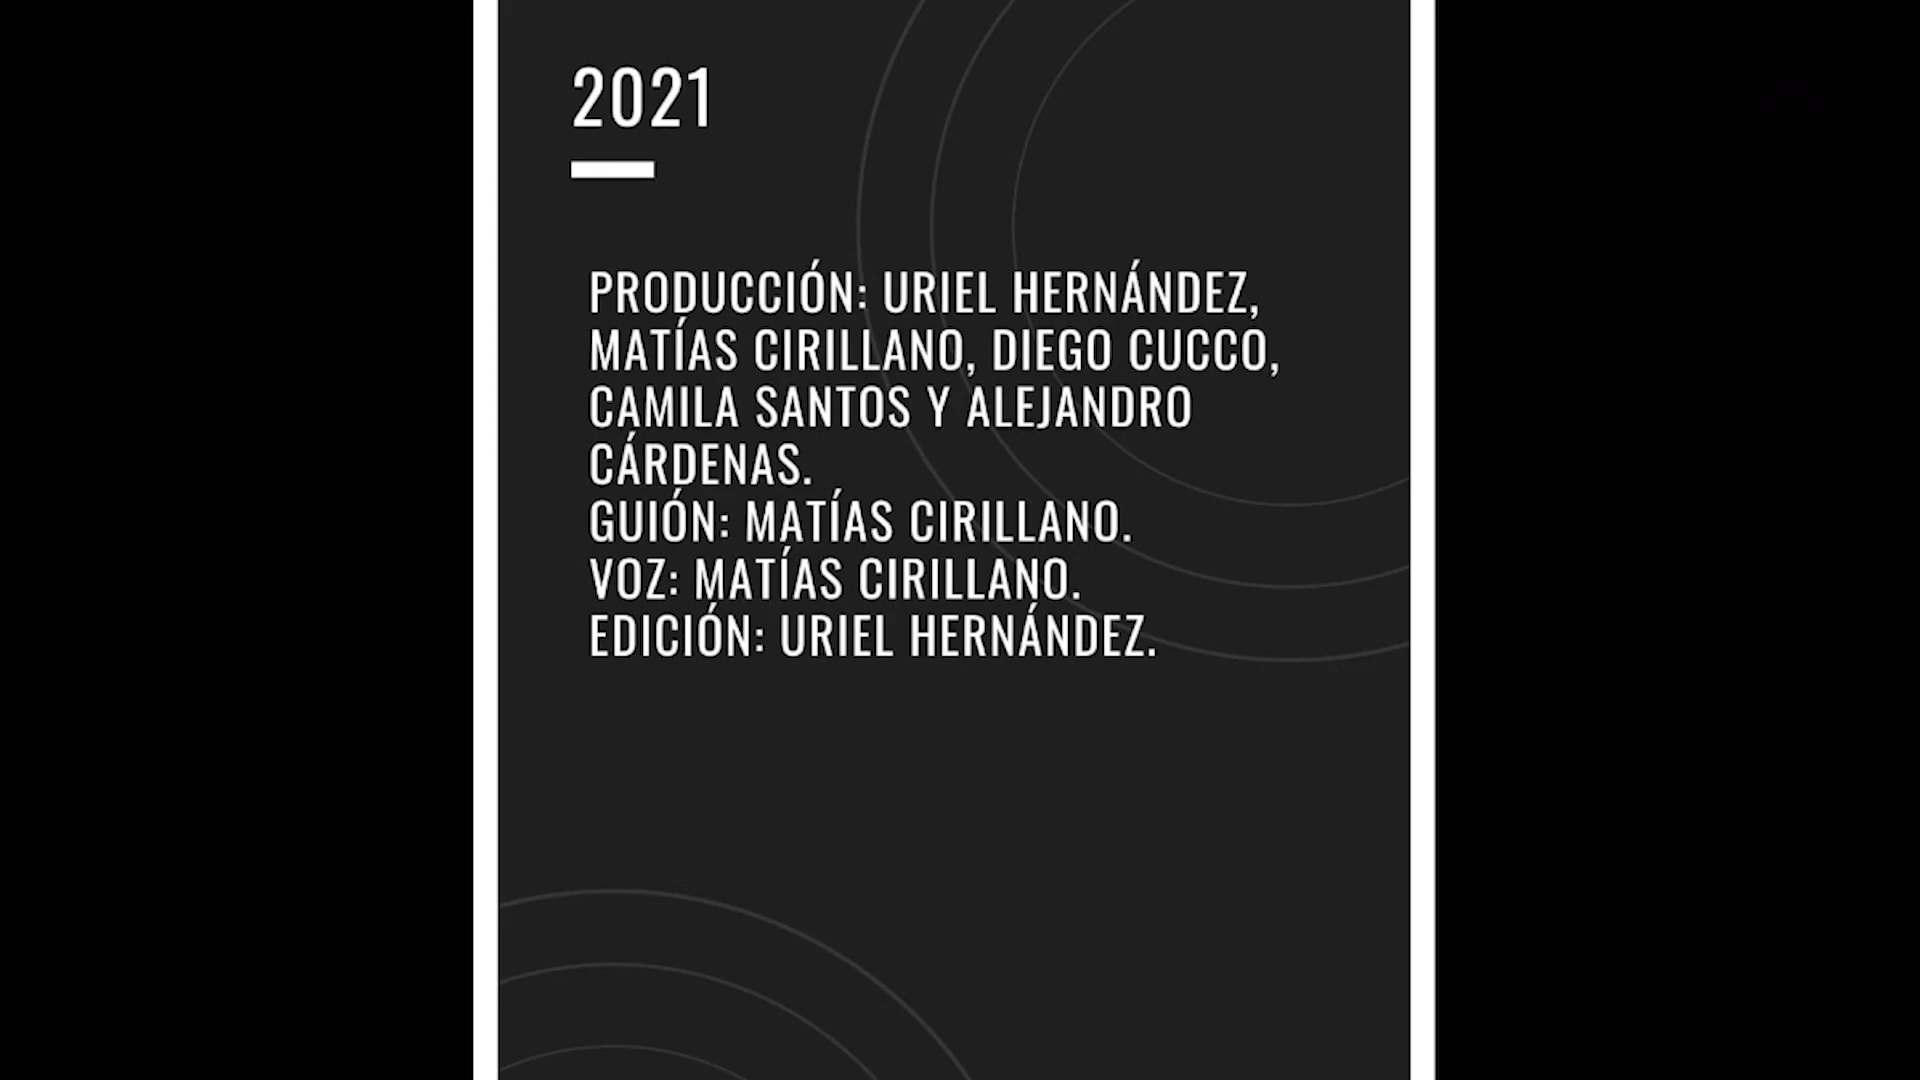 2021
PRODUCCIÓN: URIEL HERNÁNDEZ,
MATÍAS CIRILLANO, DIEGO CUCCO,
CAMILA SANTOS Y ALEJANDRO
CÁRDENAS.
GUIÓN: MATÍAS CIRILLANO.
VOZ: MATÍAS CIRILLANO.
EDICIÓN: URIEL HERNÁNDEZ.